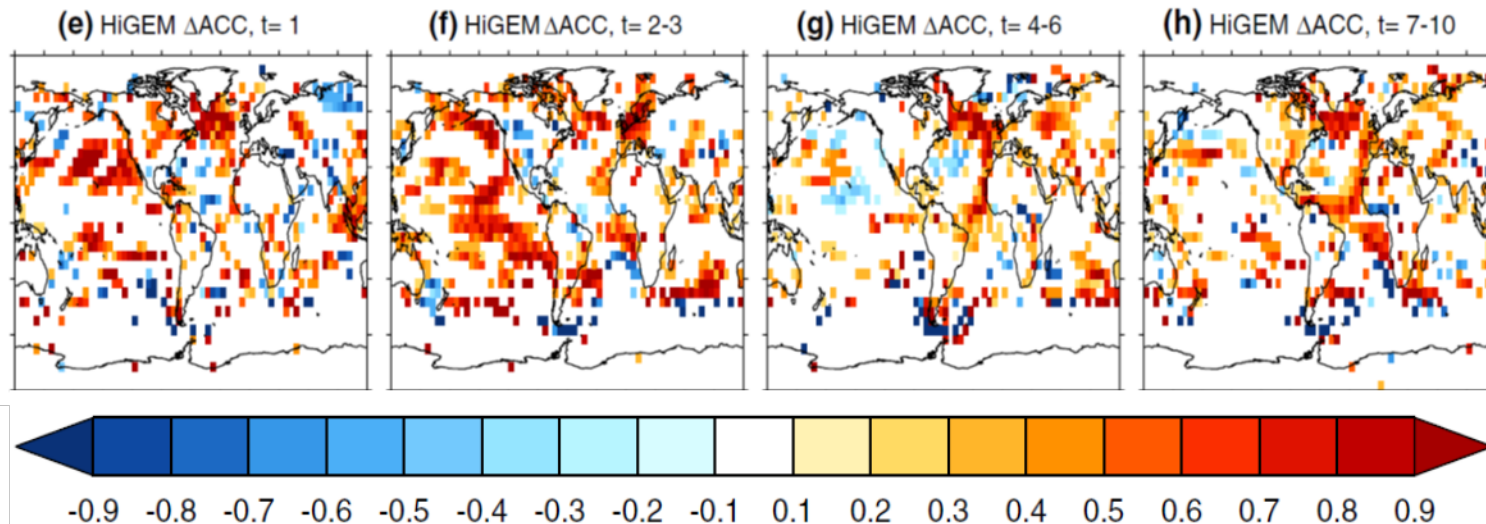 (e) HiGEM ΔACC, t= 1
(f) HiGEM ΔACC, t= 2-3
(g) HiGEM ΔACC, t= 4-6
(h) HiGEM ΔACC, t= 7-10
-0.9 -0.8 -0.7 -0.6 -0.5 -0.4 -0.3 -0.2 -0.1 0.1 0.2 0.3 0.4 0.5 0.6 0.7 0.8 0.9